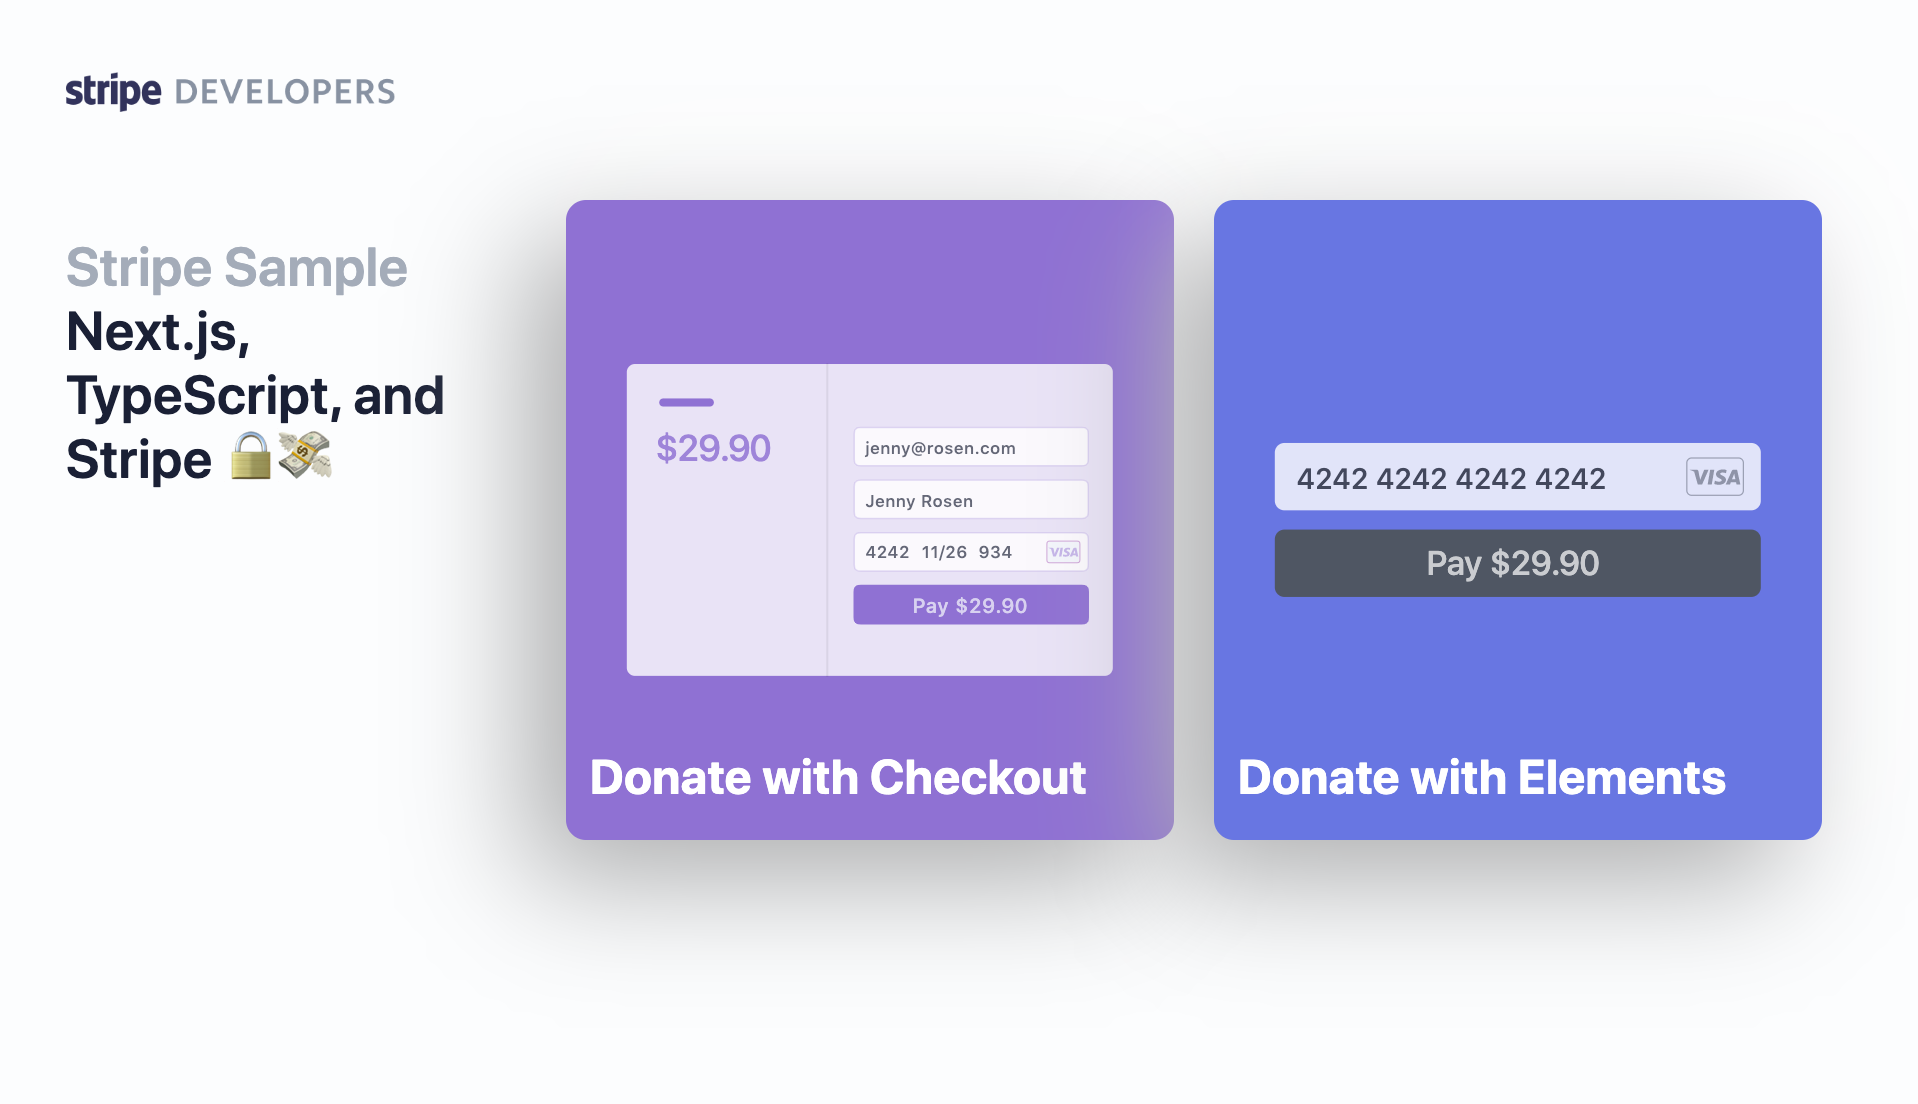 stripe DEVELOPERS
Stripe Sample
Next.js,
TypeScript, and
Stripe 🔒💸
$29.90
jenny@rosen.com
Jenny Rosen
4242 11/26 934 VISA
Pay $29.90
Donate with Checkout
4242 4242 4242 4242 VISA
Pay $29.90
Donate with Elements